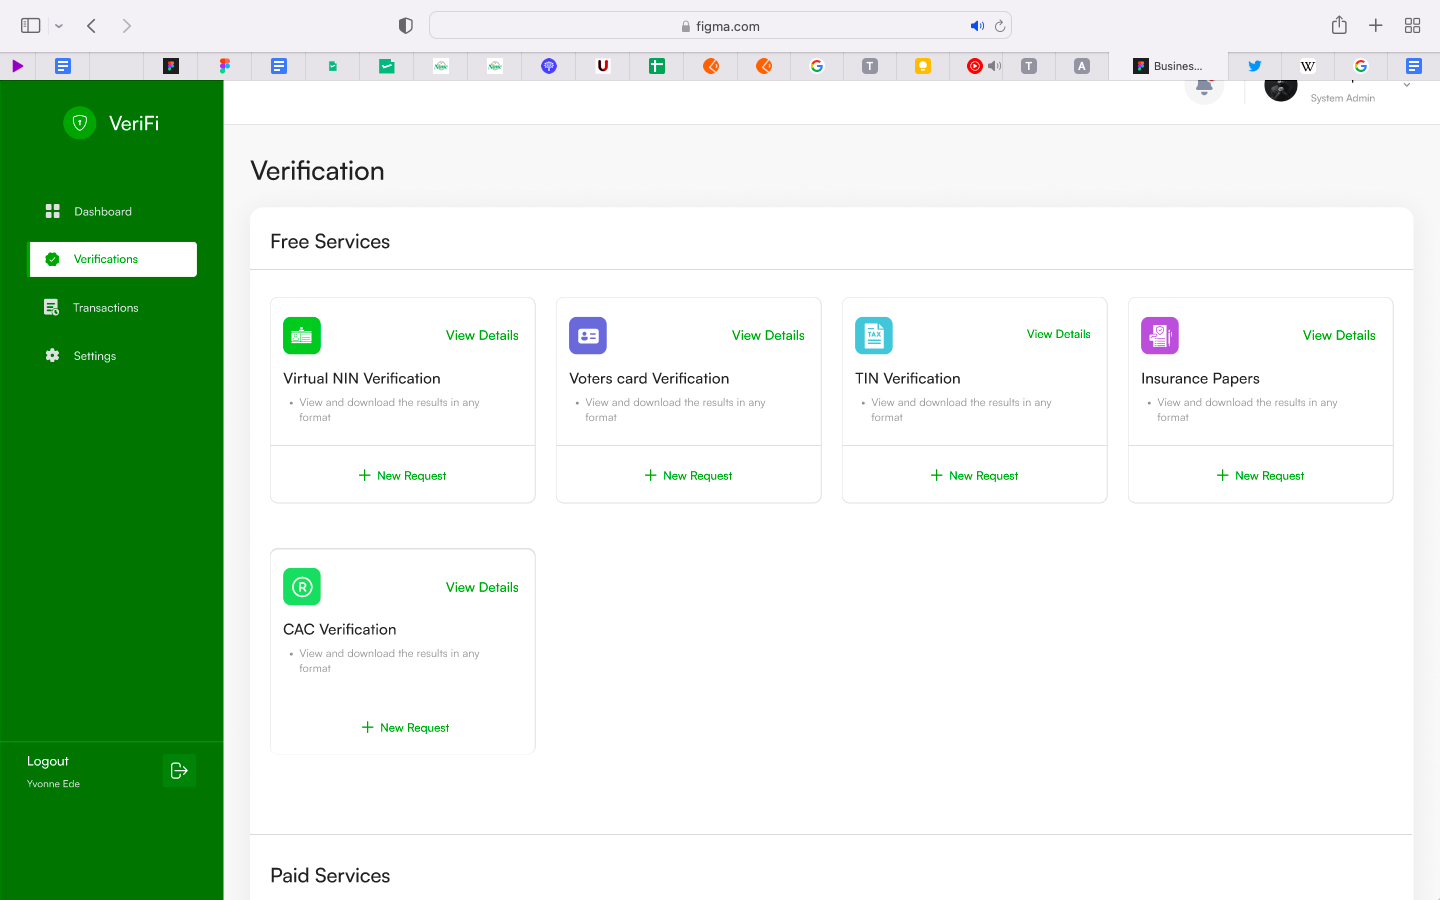 figma.com
T
U
T
A
Busines...
W
System Admin
VeriFi
Verification
Dashboard
Verifications
Transactions
Settings
Free Services
View Details
Virtual NIN Verification
• View and download the results in any
format
+ New Request
View Details
Voters card Verification
• View and download the results in any
format
+ New Request
TAX
View Details
TIN Verification
• View and download the results in any
format
+ New Request
View Details
Insurance Papers
• View and download the results in any
format
+ New Request
R
View Details
CAC Verification
• View and download the results in any
format
+ New Request
Logout
Yvonne Ede
Paid Services